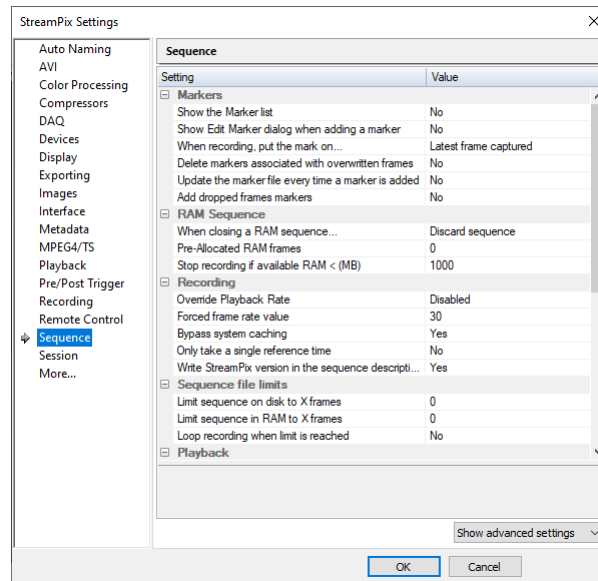 StreamPix Settings
Auto Naming
AVI
Color Processing
Compressors
DAQ
Devices
Display
Exporting
Images
Interface
Metadata
MPEG4/TS
Playback
Pre/Post Trigger
Recording
Remote Control
Sequence
Session
More...
Sequence
Setting Value
Markers
Show the Marker list No
Show Edit Marker dialog when adding a marker No
When recording, put the mark on... Latest frame captured
Delete markers associated with overwritten frames No
Update the marker file every time a marker is added No
Add dropped frames markers No
RAM Sequence
When closing a RAM sequence... Discard sequence
Pre-Allocated RAM frames 0
Stop recording if available RAM < (MB) 1000
Recording
Override Playback Rate Disabled
Forced frame rate value 30
Bypass system caching Yes
Only take a single reference time No
Write StreamPix version in the sequence descripti... Yes
Sequence file limits
Limit sequence on disk to X frames 0
Limit sequence in RAM to X frames 0
Loop recording when limit is reached No
Playback
Show advanced settings
OK Cancel